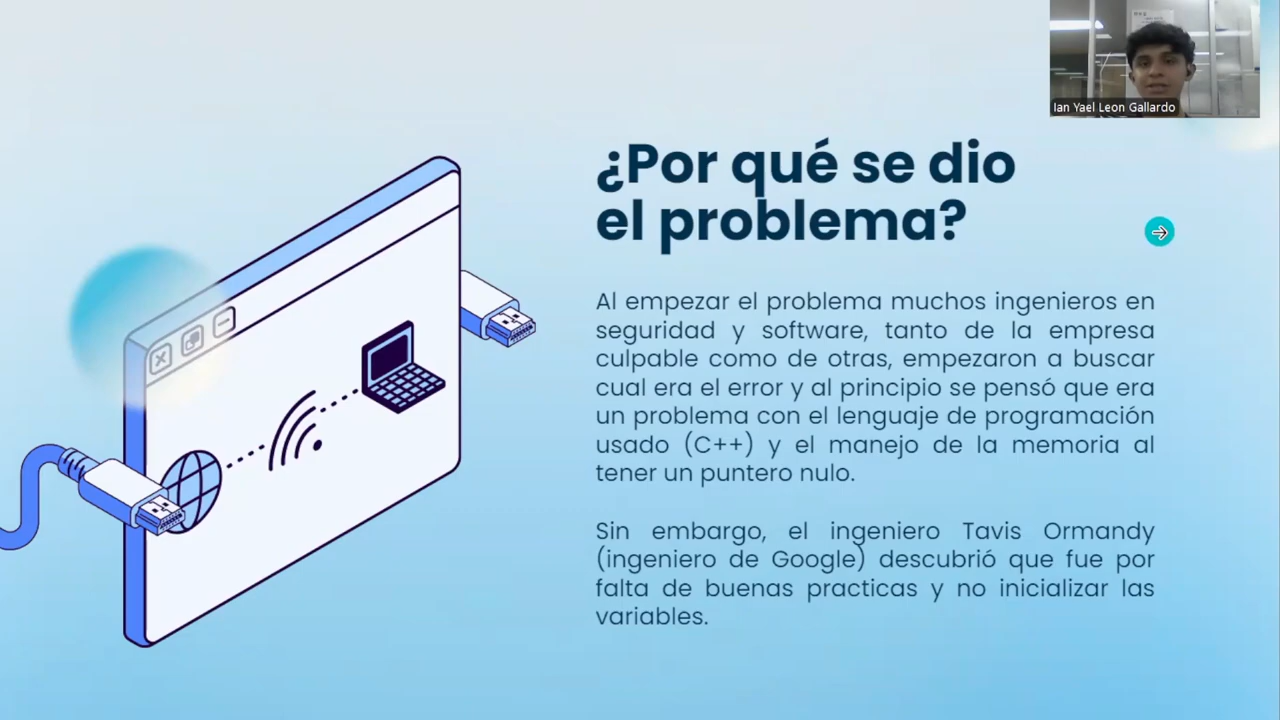 Ian Yael Leon Gallardo
¿Por qué se dio
el problema?
Al empezar el problema muchos ingenieros en
seguridad y software, tanto de la empresa
culpable como de otras, empezaron a buscar
cual era el error y al principio se pensó que era
un problema con el lenguaje de programación
usado (C++) y el manejo de la memoria al
tener un puntero nulo.
Sin embargo, el ingeniero Tavis Ormandy
(ingeniero de Google) descubrió que fue por
falta de buenas practicas y no inicializar las
variables.